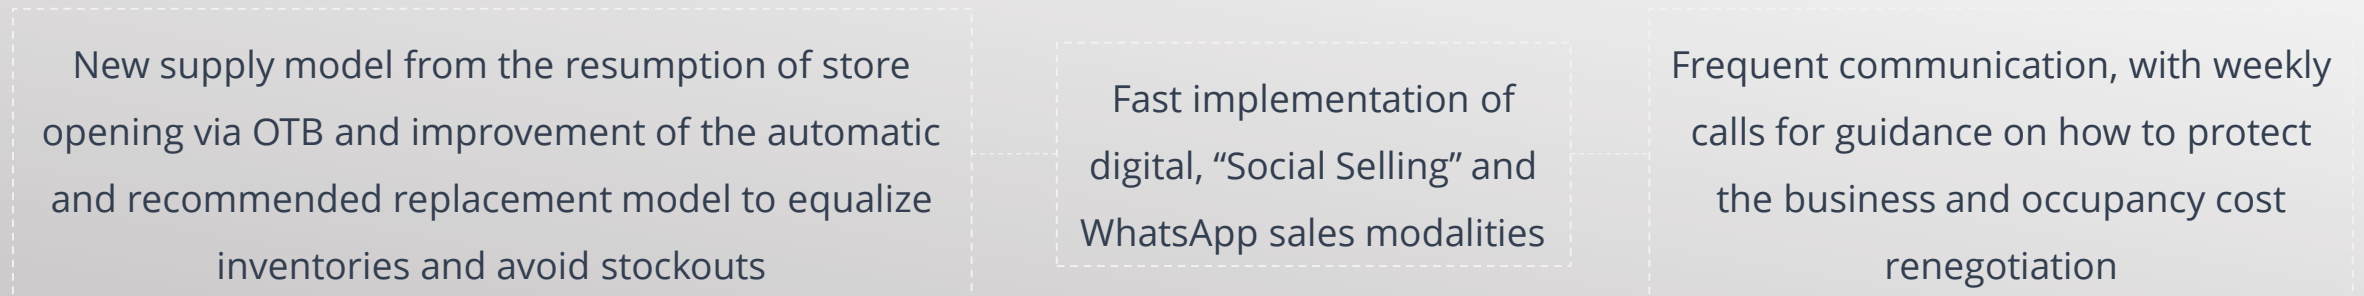 New supply model from the resumption of store
opening via OTB and improvement of the automatic
and recommended replacement model to equalize
inventories and avoid stockouts
Fast implementation of
digital, “Social Selling” and
WhatsApp sales modalities
Frequent communication, with weekly
calls for guidance on how to protect
the business and occupancy cost
renegotiation